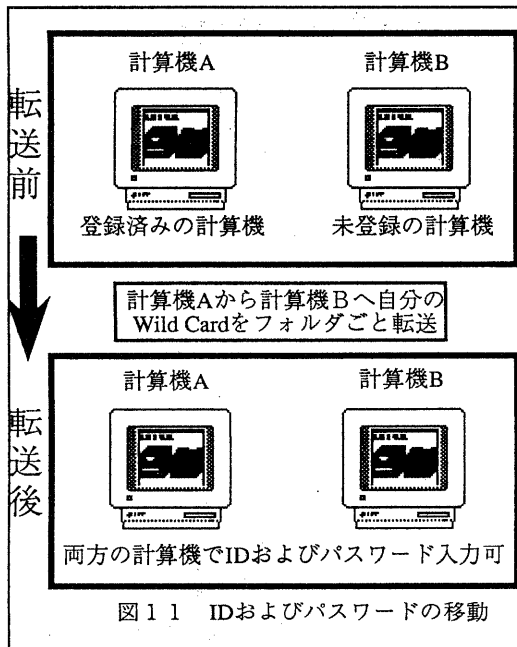 転送前
計算機A 計算機B
登録済みの計算機 未登録の計算機
計算機Aから計算機Bへ自分の
Wild Cardをフォルダごと転送
転送後
計算機A 計算機B
両方の計算機でIDおよびパスワード入力可
図11 IDおよびパスワードの移動